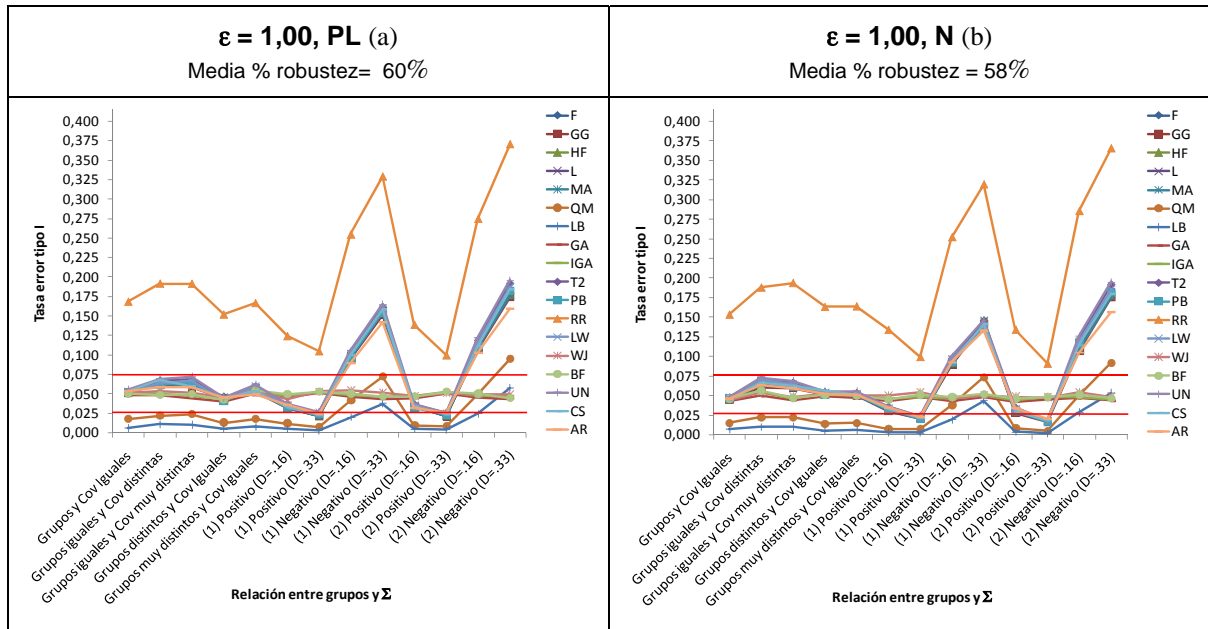 ε = 1,00, PL (a)
Media % robustez= 60%
ε = 1,00, N (b)
Media % robustez = 58%
0,400
0,375
0,350
0,325
0,300
0,275
0,250
0,225
0,200
0,175
0,150
0,125
0,100
0,075
0,050
0,025
0,000
Tasa error tipo I
Grupos y Cov Iguales
Grupos iguales y Cov distintas
Grupos iguales y Cov muy distintas
Grupos distintos y Cov Iguales
Grupos muy distintos y Cov Iguales
(1) Positivo (D=.16)
(1) Positivo (D=.33)
(1) Negativo (D=.16)
(1) Negativo (D=.33)
(2) Positivo (D=.16)
(2) Positivo (D=.33)
(2) Negativo (D=.16)
(2) Negativo (D=.33)
Relación entre grupos y Σ
F
GG
HF
L
MA
QM
LB
GA
IGA
T2
PB
RR
LW
WJ
BF
UN
CS
AR
0,400
0,375
0,350
0,325
0,300
0,275
0,250
0,225
0,200
0,175
0,150
0,125
0,100
0,075
0,050
0,025
0,000
Tasa error tipo I
Grupos y Cov Iguales
Grupos iguales y Cov distintas
Grupos iguales y Cov muy distintas
Grupos distintos y Cov Iguales
Grupos muy distintos y Cov Iguales
(1) Positivo (D=.16)
(1) Positivo (D=.33)
(1) Negativo (D=.16)
(1) Negativo (D=.33)
(2) Positivo (D=.16)
(2) Positivo (D=.33)
(2) Negativo (D=.16)
(2) Negativo (D=.33)
Relación entre grupos y Σ
F
GG
HF
L
MA
QM
LB
GA
IGA
T2
PB
RR
LW
WJ
BF
UN
CS
AR